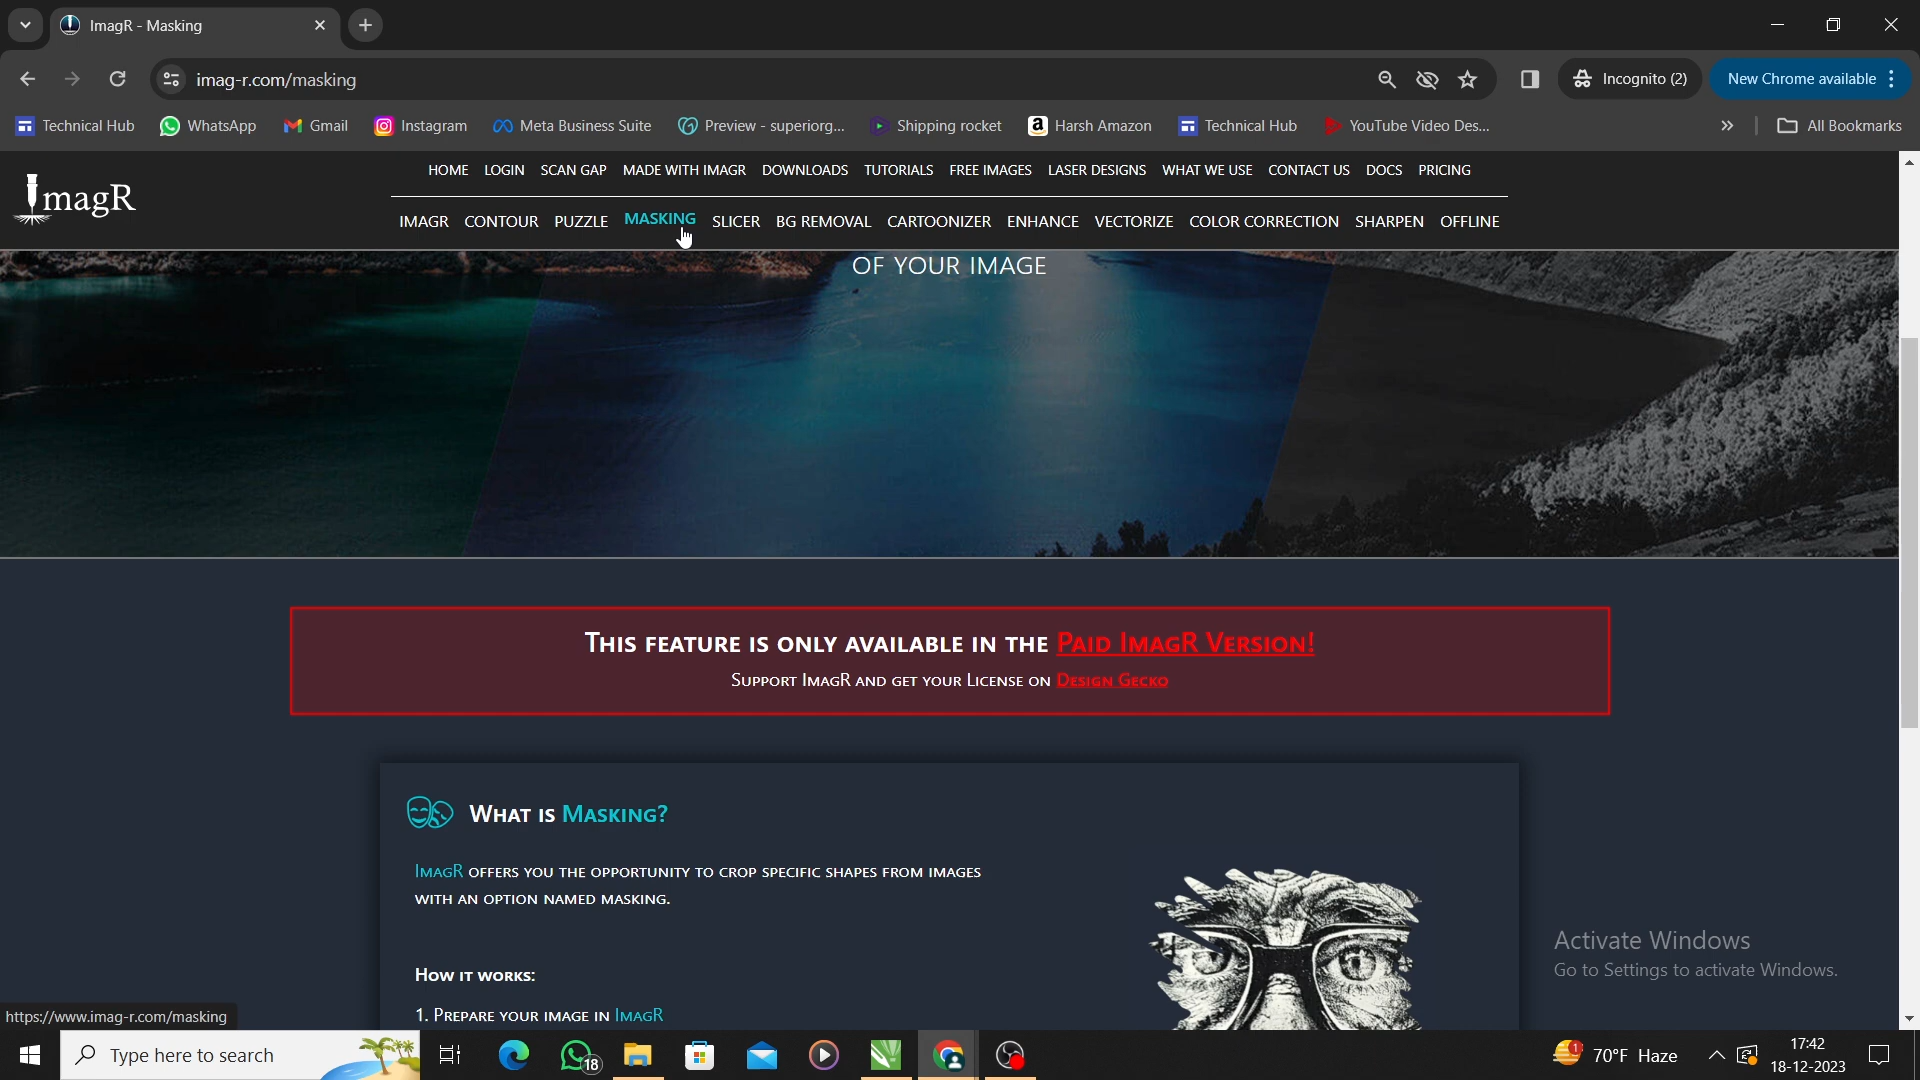 ImagR - Masking
imag-r.com/masking
Incognito (2)
New Chrome available
Technical Hub
WhatsApp
Gmail
Instagram
Meta Business Suite
Preview - superiorg...
Shipping rocket
Harsh Amazon
Technical Hub
YouTube Video Des...
All Bookmarks
ImagR
HOME LOGIN SCAN GAP MADE WITH IMAGR DOWNLOADS TUTORIALS FREE IMAGES LASER DESIGNS WHAT WE USE CONTACT US DOCS PRICING
IMAGR CONTOUR PUZZLE MASKING SLICER BG REMOVAL CARTOONIZER ENHANCE VECTORIZE COLOR CORRECTION SHARPEN OFFLINE
OF YOUR IMAGE
THIS FEATURE IS ONLY AVAILABLE IN THE PAID IMAGR VERSION!
SUPPORT IMAGR AND GET YOUR LICENSE ON DESIGN GECKO
WHAT IS MASKING?
IMAGR OFFERS YOU THE OPPORTUNITY TO CROP SPECIFIC SHAPES FROM IMAGES
WITH AN OPTION NAMED MASKING.
HOW IT WORKS:
1. PREPARE YOUR IMAGE IN IMAGR
Activate Windows
Go to Settings to activate Windows.
https://www.imag-r.com/masking
Type here to search
18
1
70°F Haze
17:42
18-12-2023